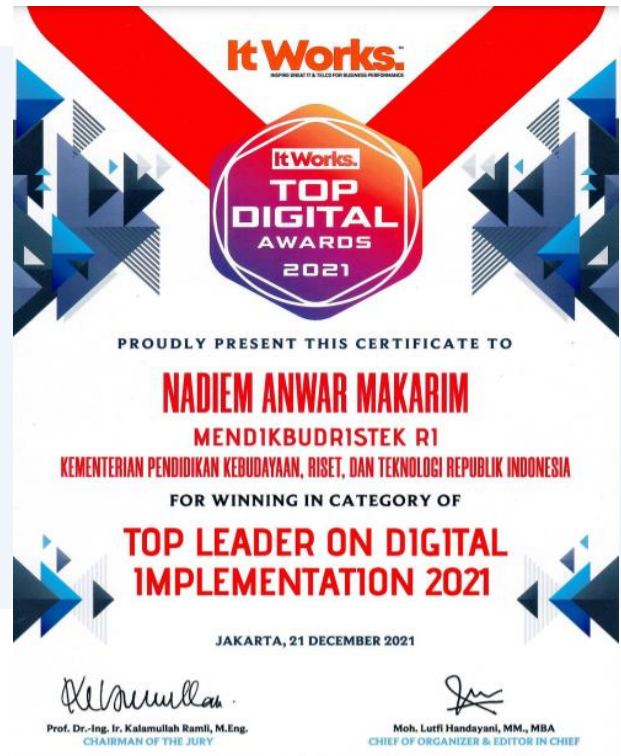 It Works.™
INSPIRE GREAT IT & TELCO FOR BUSINESS PERFORMANCE
It Works.
TOP
DIGITAL
AWARDS
2021
PROUDLY PRESENT THIS CERTIFICATE TO
NADIEM ANWAR MAKARIM
MENDIKBUDRISTEK RI
KEMENTERIAN PENDIDIKAN KEBUDAYAAN, RISET, DAN TEKNOLOGI REPUBLIK INDONESIA
FOR WINNING IN CATEGORY OF
TOP LEADER ON DIGITAL
IMPLEMENTATION 2021
JAKARTA, 21 DECEMBER 2021
Prof. Dr.-Ing. Ir. Kalamullah Ramli, M.Eng.
CHAIRMAN OF THE JURY
Moh. Lutfi Handayani, MM., MBA
CHIEF OF ORGANIZER & EDITOR IN CHIEF